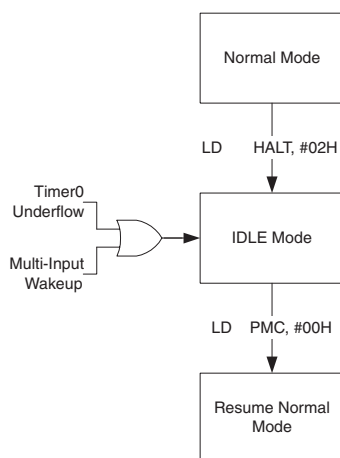 Normal Mode
LD HALT, #02H
Timer0
Underflow
IDLE Mode
Multi-Input
Wakeup
LD PMC, #00H
Resume Normal
Mode